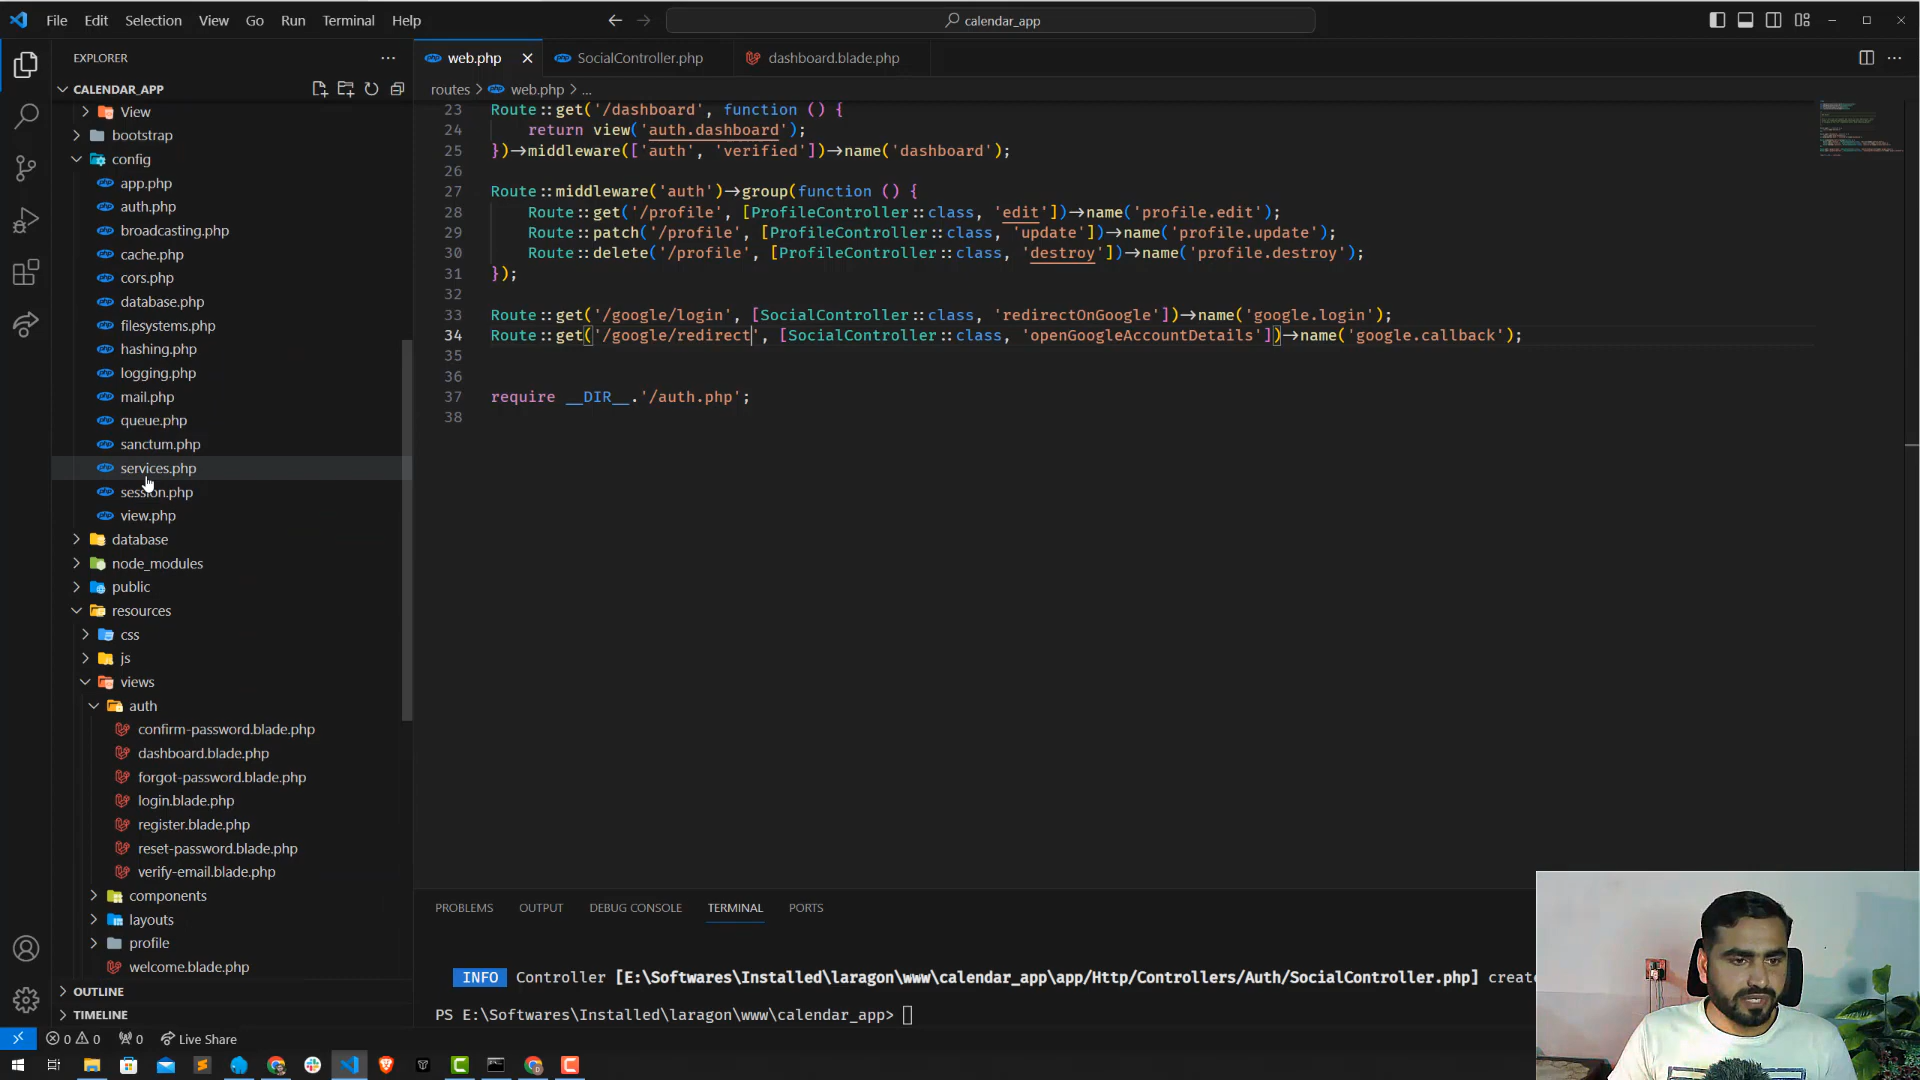 File Edit Selection View Go Run Terminal Help
calendar_app
EXPLORER
web.php
SocialController.php
dashboard.blade.php
CALENDAR_APP
routes > web.php > ...
View
bootstrap
config
app.php
auth.php
broadcasting.php
cache.php
cors.php
database.php
filesystems.php
hashing.php
logging.php
mail.php
queue.php
sanctum.php
services.php
session.php
view.php
database
node_modules
public
resources
css
js
views
auth
confirm-password.blade.php
dashboard.blade.php
forgot-password.blade.php
login.blade.php
register.blade.php
reset-password.blade.php
verify-email.blade.php
components
layouts
profile
welcome.blade.php
OUTLINE
TIMELINE
23 Route::get('/dashboard', function () {
24 return view('auth.dashboard');
25 })->middleware(['auth', 'verified'])->name('dashboard');
26
27 Route::middleware('auth')->group(function () {
28 Route::get('/profile', [ProfileController::class, 'edit'])->name('profile.edit');
29 Route::patch('/profile', [ProfileController::class, 'update'])->name('profile.update');
30 Route::delete('/profile', [ProfileController::class, 'destroy'])->name('profile.destroy');
31 });
32
33 Route::get('/google/login', [SocialController::class, 'redirectOnGoogle'])->name('google.login');
34 Route::get('/google/redirect', [SocialController::class, 'openGoogleAccountDetails'])->name('google.callback');
35
36
37 require __DIR__.'/auth.php';
38
PROBLEMS OUTPUT DEBUG CONSOLE TERMINAL PORTS
INFO Controller [E:\Softwares\Installed\laragon\www\calendar_app\app/Http/Controllers/Auth/SocialController.php] create
PS E:\Softwares\Installed\laragon\www\calendar_app>
0 0 0 Live Share